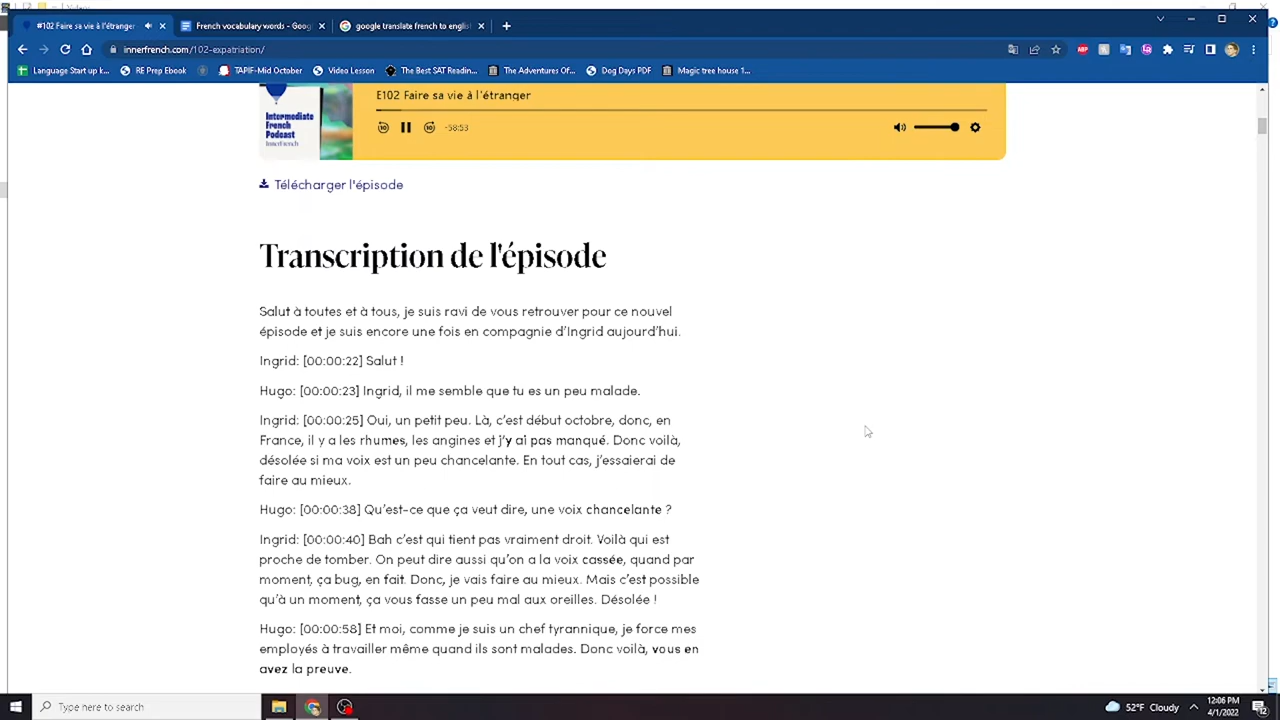 #102 Faire sa vie à l'étranger
French vocabulary words - Goog
google translate french to english
innerfrench.com/102-expatriation/
Language Start up k...
RE Prep Ebook
TAPIF-Mid October
Video Lesson
The Best SAT Readin...
The Adventures Of...
Dog Days PDF
Magic tree house 1...
E102 Faire sa vie à l'étranger
Intermediate
French
Podcast
InnerFrench
-58:53
Télécharger l'épisode
Transcription de l'épisode
Salut à toutes et à tous, je suis ravi de vous retrouver pour ce nouvel
épisode et je suis encore une fois en compagnie d'Ingrid aujourd'hui.
Ingrid: [00:00:22] Salut !
Hugo: [00:00:23] Ingrid, il me semble que tu es un peu malade.
Ingrid: [00:00:25] Oui, un petit peu. Là, c'est début octobre, donc, en
France, il y a les rhumes, les angines et j'y ai pas manqué. Donc voilà,
désolée si ma voix est un peu chancelante. En tout cas, j'essaierai de
faire au mieux.
Hugo: [00:00:38] Qu'est-ce que ça veut dire, une voix chancelante ?
Ingrid: [00:00:40] Bah c'est qui tient pas vraiment droit. Voilà qui est
proche de tomber. On peut dire aussi qu'on a la voix cassée, quand par
moment, ça bug, en fait. Donc, je vais faire au mieux. Mais c'est possible
qu'à un moment, ça vous fasse un peu mal aux oreilles. Désolée !
Hugo: [00:00:58] Et moi, comme je suis un chef tyrannique, je force mes
employés à travailler même quand ils sont malades. Donc voilà, vous en
avez la preuve.
Type here to search
52°F Cloudy
12:06 PM
4/1/2022
12